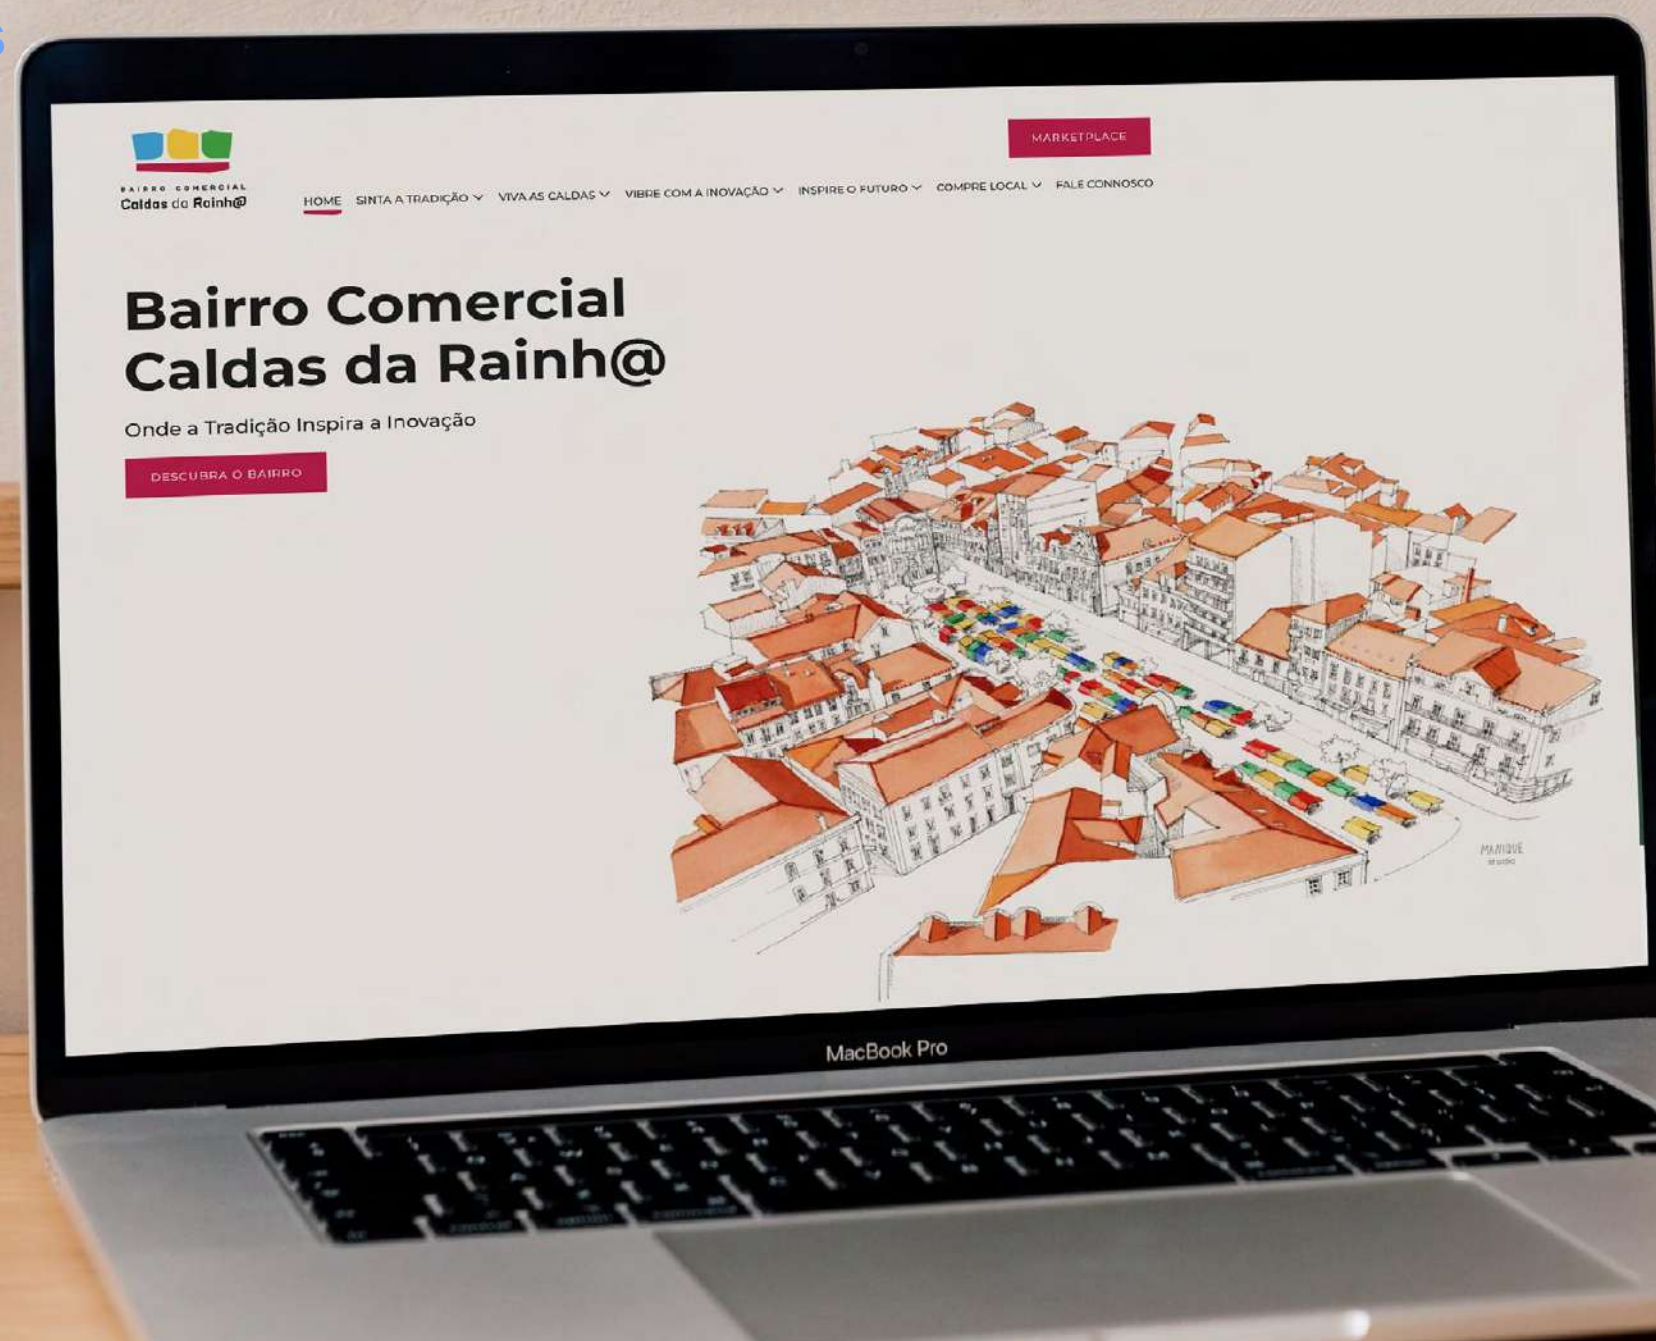 BAIRRO COMERCIAL
Caldas da Rainh@
MARKETPLACE
HOME SINTA A TRADIÇÃO VIVA AS CALDAS VIBRE COM A INOVAÇÃO INSPIRE O FUTURO COMPRE LOCAL FALE CONNOSCO
Bairro Comercial
Caldas da Rainh@
Onde a Tradição Inspira a Inovação
DESCUBRA O BAIRRO
MacBook Pro